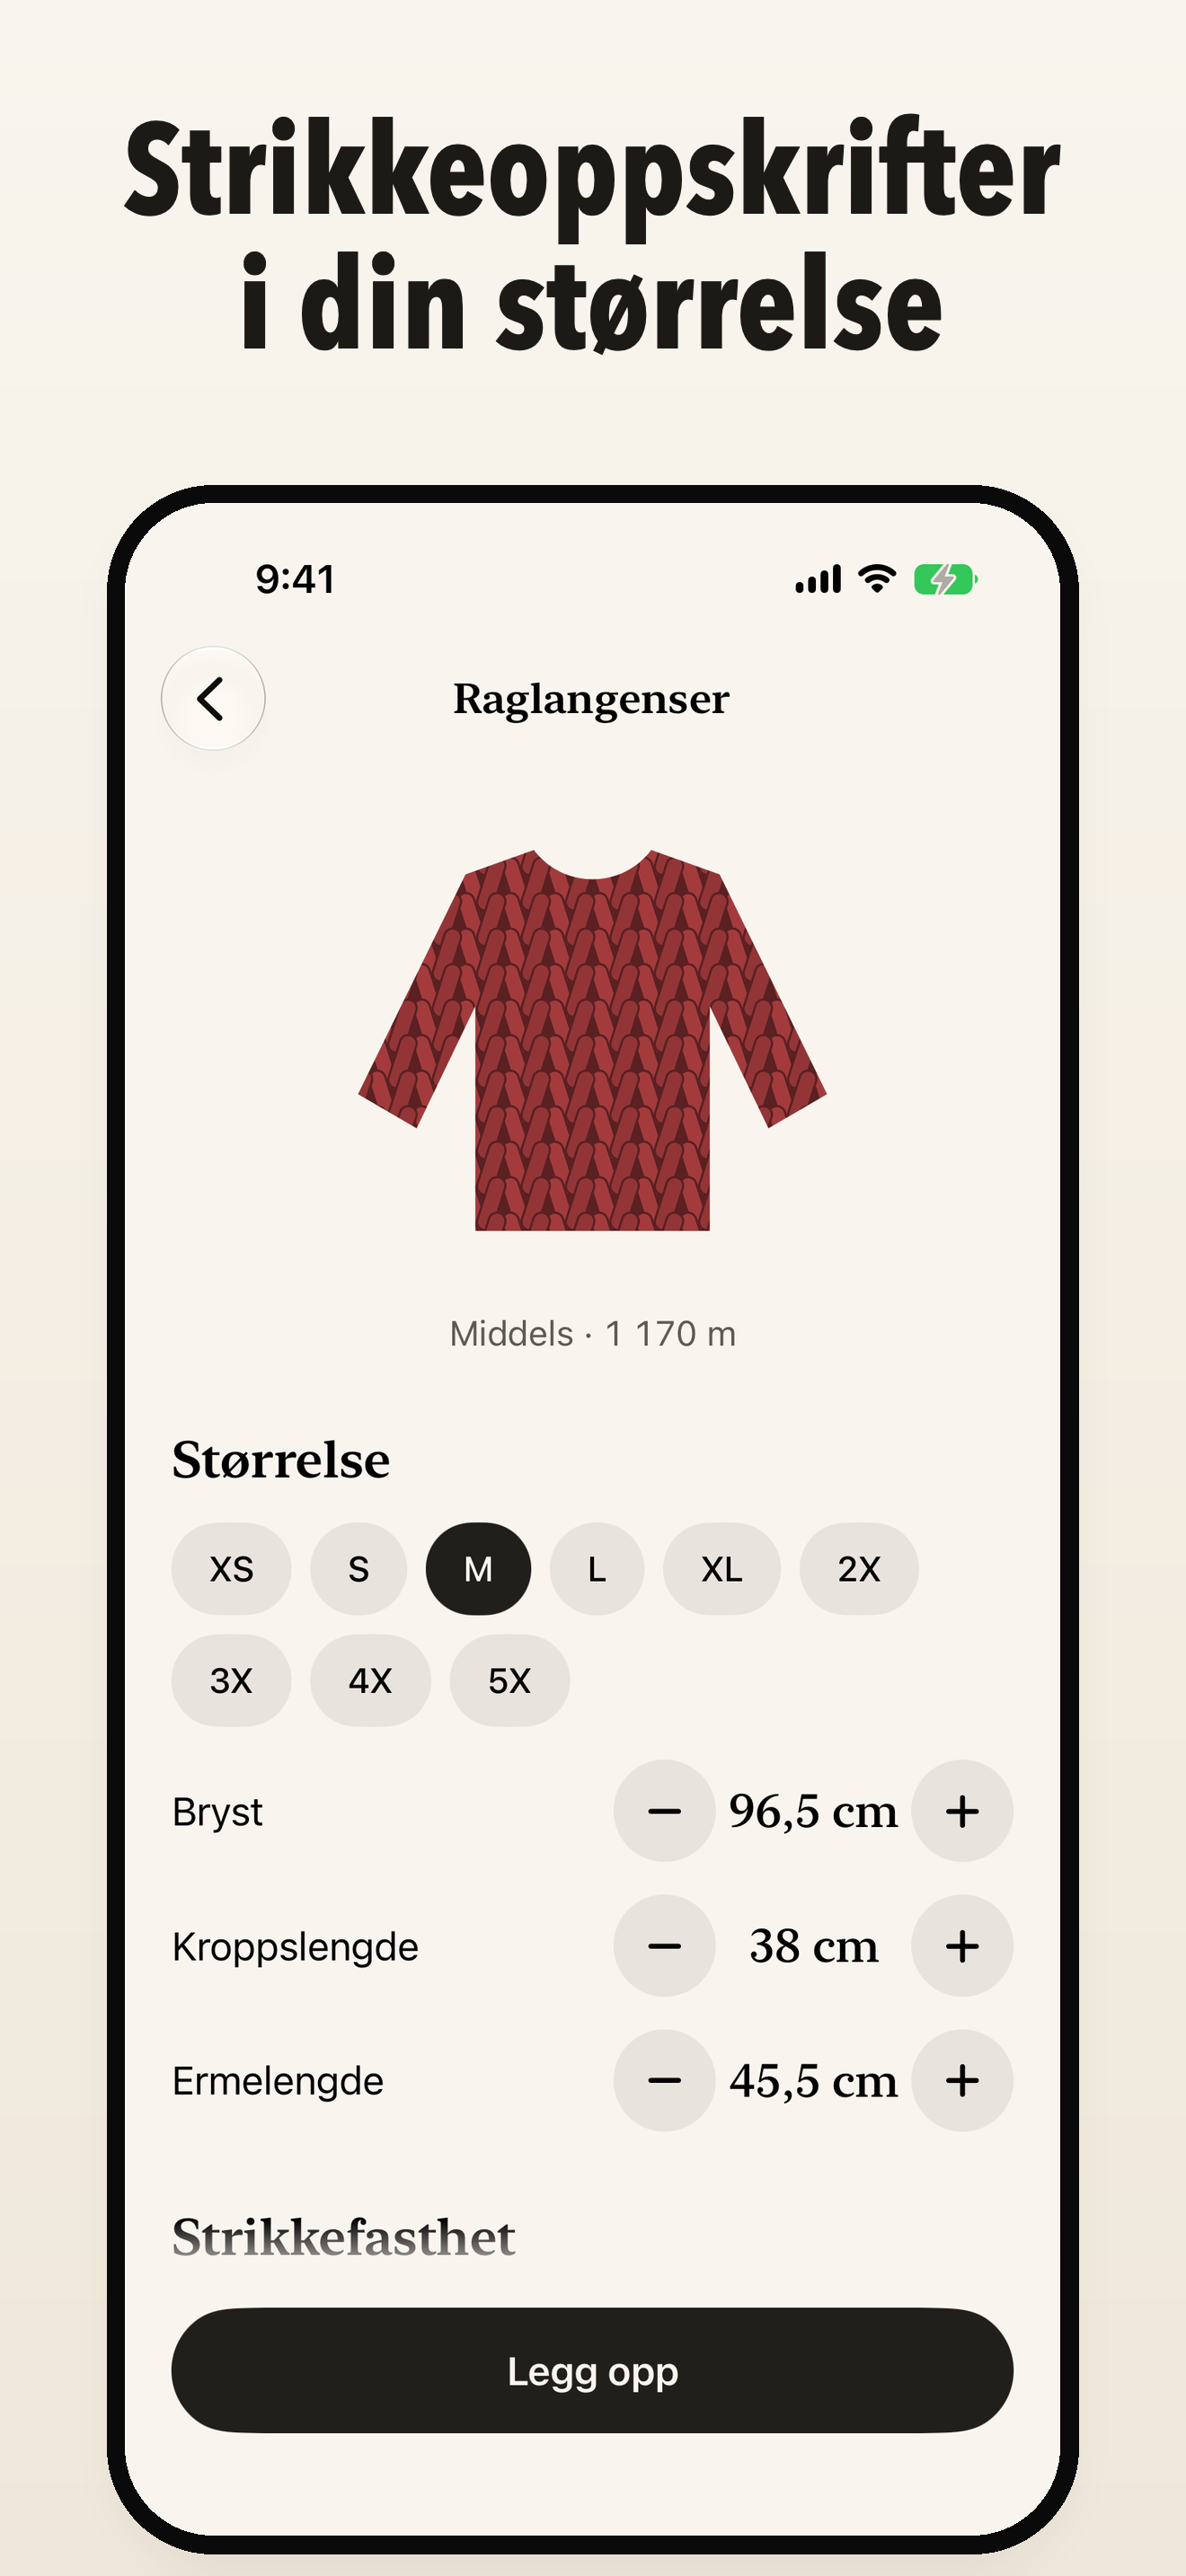 Strikkeoppskrifter
i din størrelse
9:41
Raglangenser
Middels · 1 170 m
Størrelse
XS S M L XL 2X
3X 4X 5X
Bryst − 96,5 cm +
Kroppslengde − 38 cm +
Ermelengde − 45,5 cm +
Strikkefasthet
Legg opp